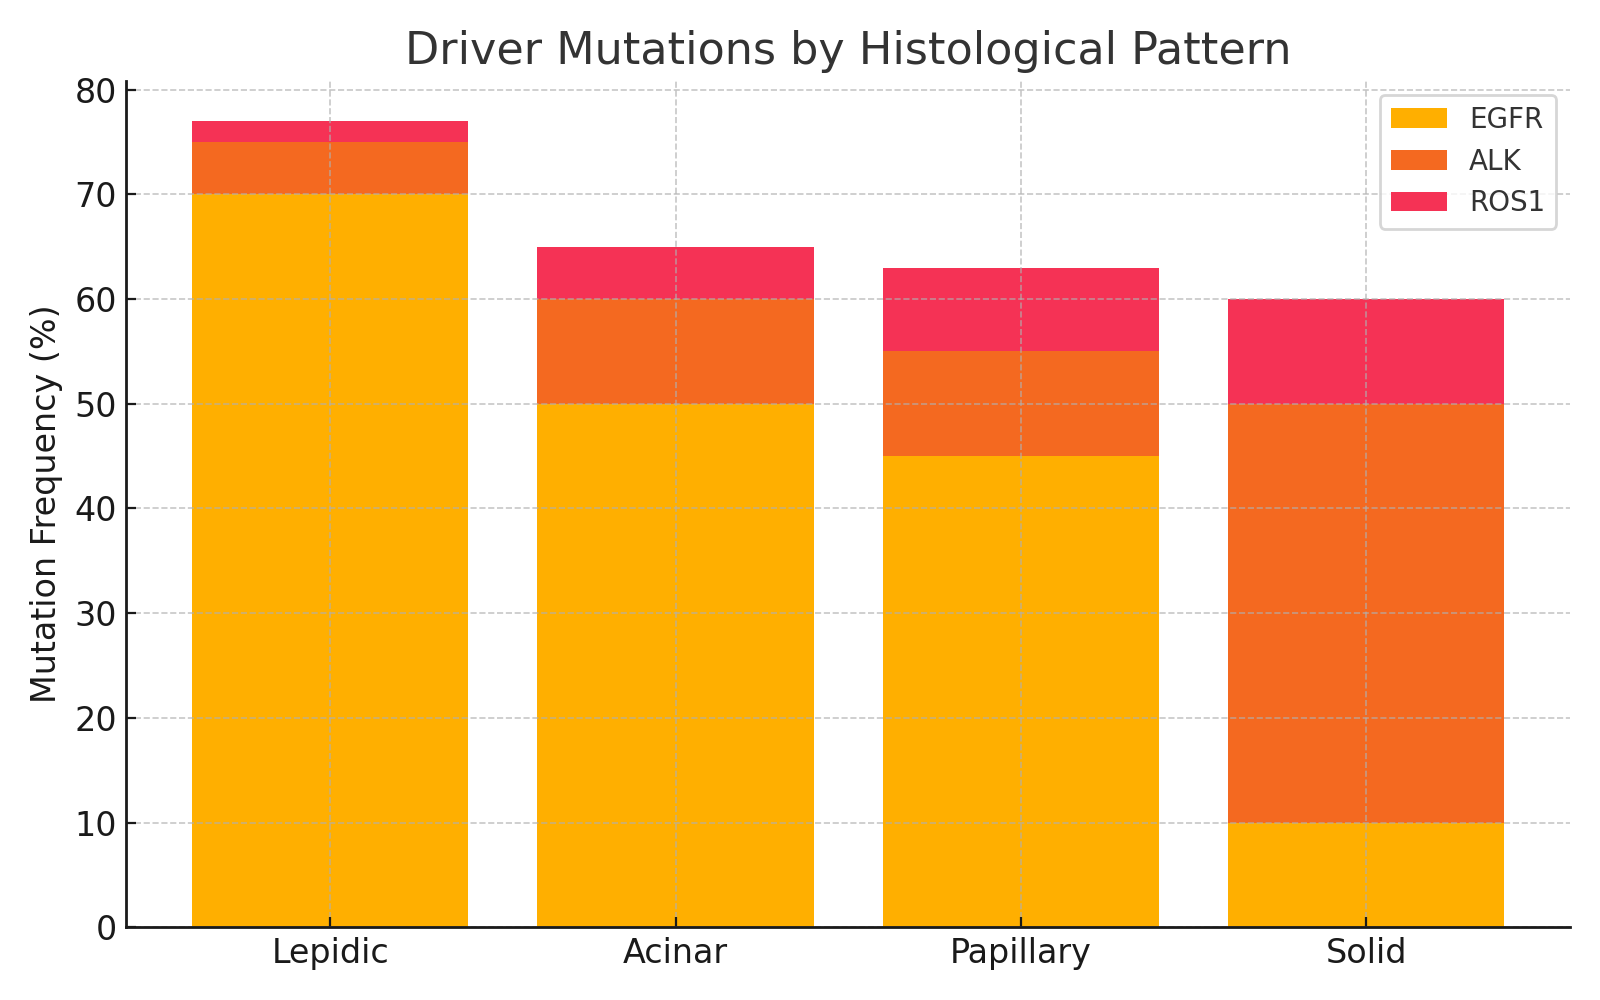 Driver Mutations by Histological Pattern
EGFR
ALK
ROS1
Mutation Frequency (%)
80
70
60
50
40
30
20
10
0
Lepidic Acinar Papillary Solid